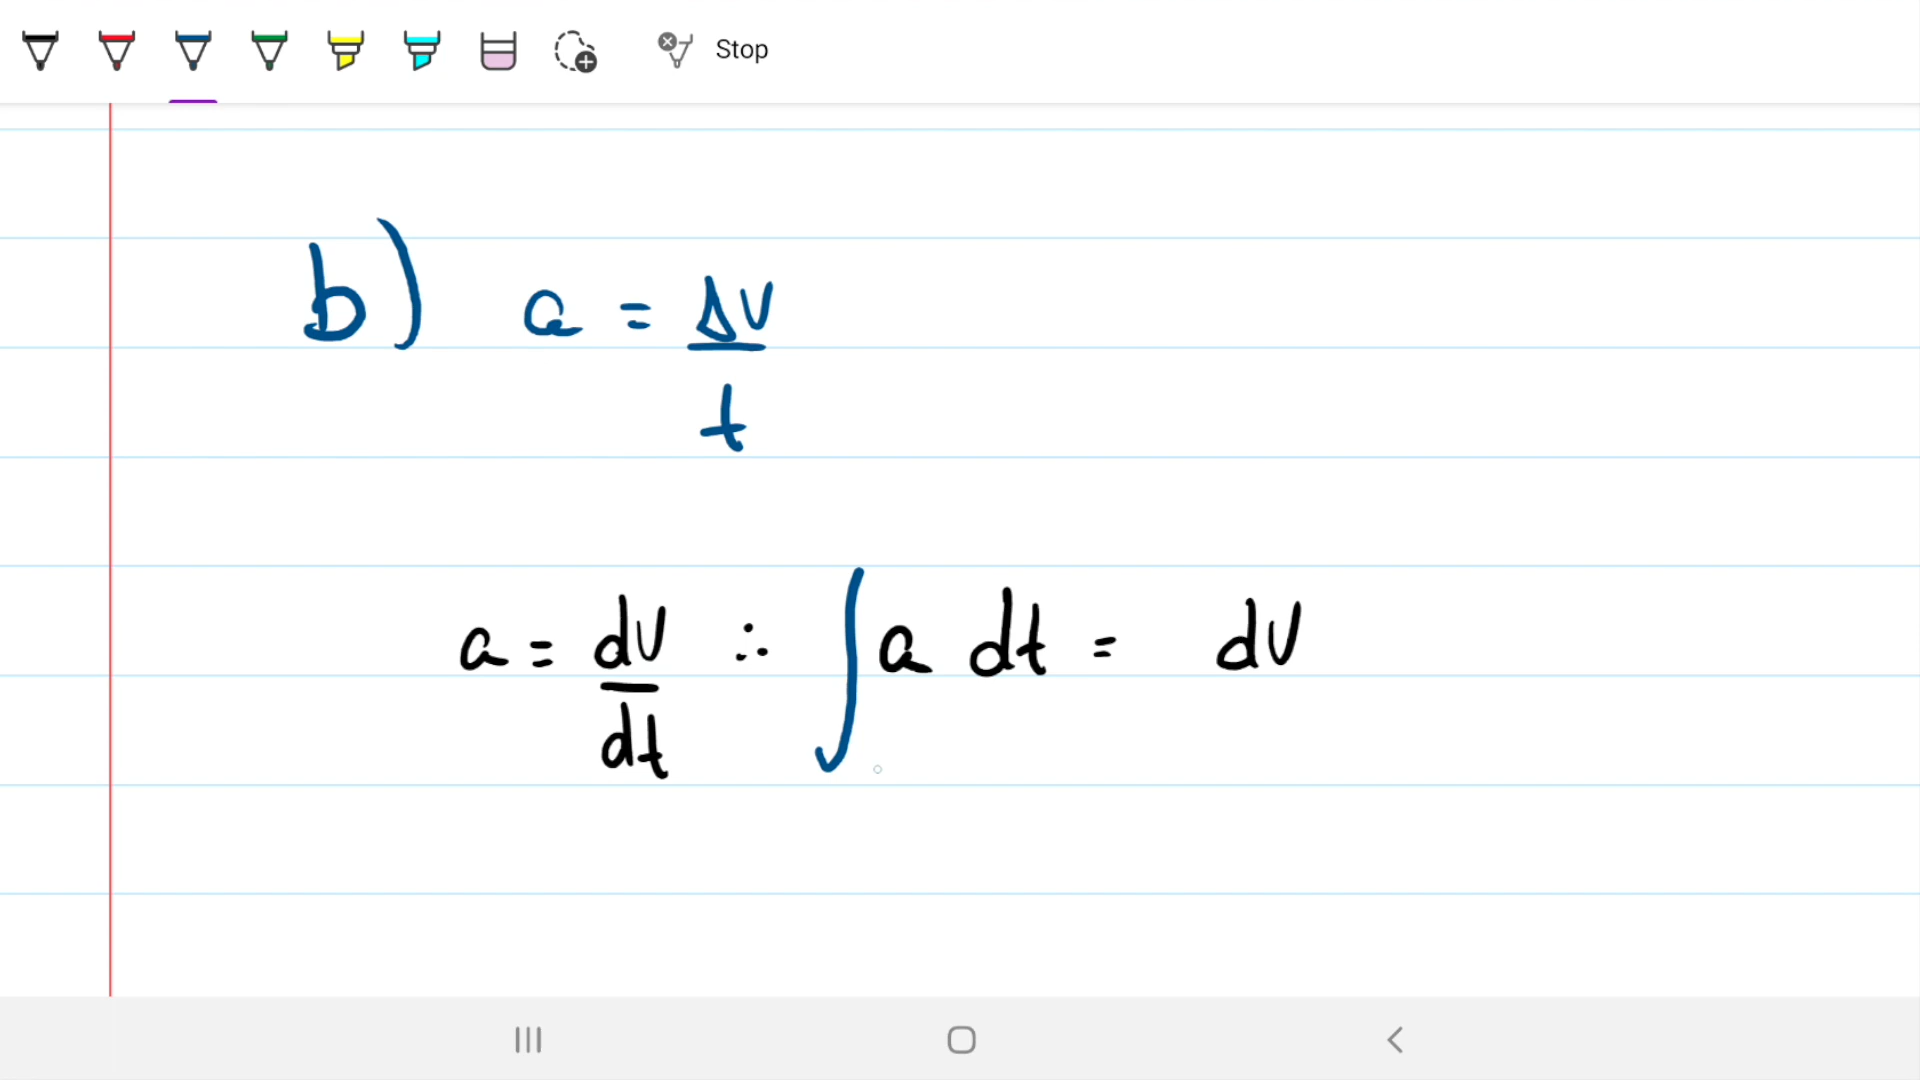 Stop
b) a = ΔV
t
a = dV ∴ ∫ a dt = dV
dt